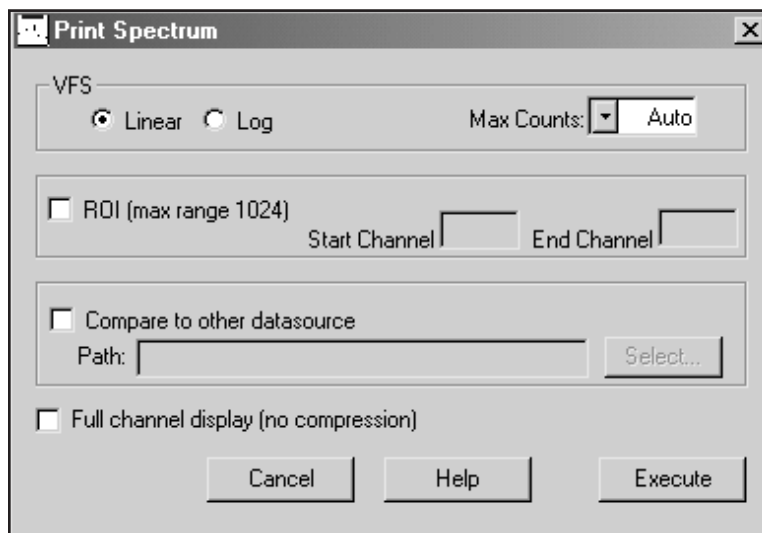 Print Spectrum
VFS
Linear Log Max Counts: Auto
ROI (max range 1024)
Start Channel End Channel
Compare to other datasource
Path: Select...
Full channel display (no compression)
Cancel Help Execute